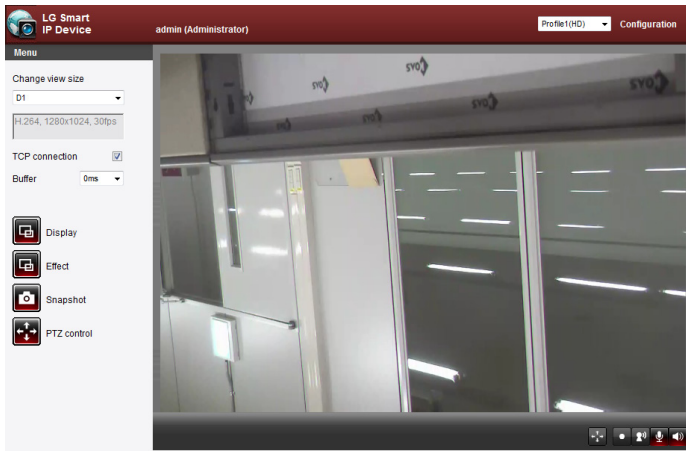 LG Smart
IP Device
admin (Administrator)
Profile1(HD)
Configuration
Menu
Change view size
D1
H.264, 1280x1024, 30fps
TCP connection
Buffer
0ms
Display
Effect
Snapshot
PTZ control